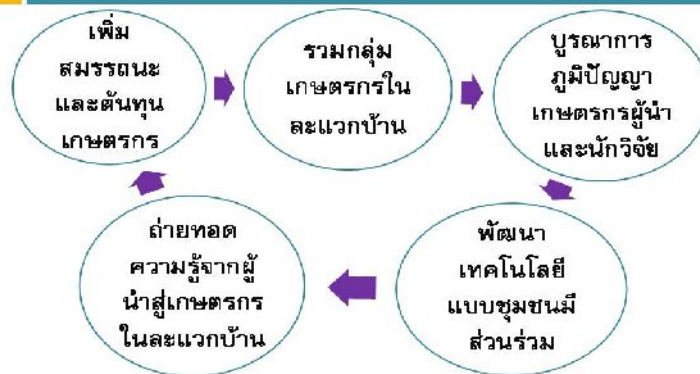 เพิ่ม
สมรรถนะ
และต้นทุน
เกษตรกร
รวมกลุ่ม
เกษตรกรใน
ละแวกบ้าน
บูรณาการ
ภูมิปัญญา
เกษตรกรผู้นำ
และนักวิจัย
พัฒนา
เทคโนโลยี
แบบชุมชนมี
ส่วนร่วม
ถ่ายทอด
ความรู้จากผู้
นำสู่เกษตรกร
ในละแวกบ้าน